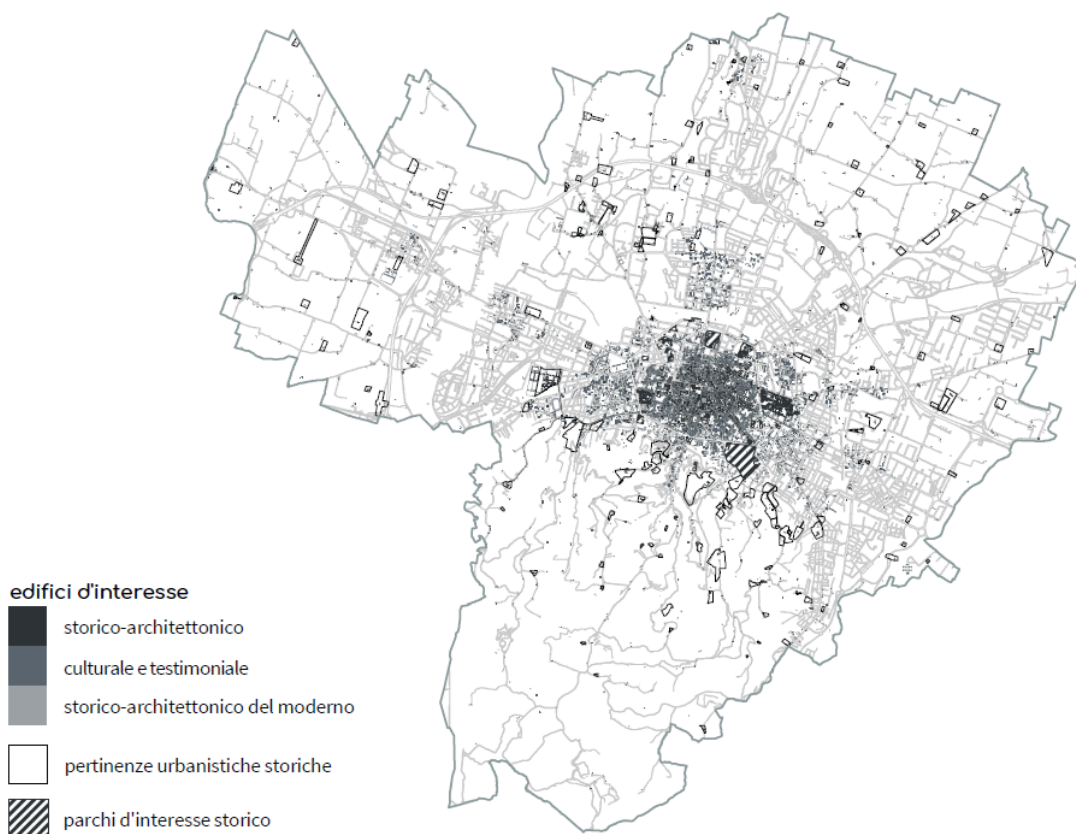 edifici d'interesse
storico-architettonico
culturale e testimoniale
storico-architettonico del moderno
pertinenze urbanistiche storiche
parchi d'interesse storico